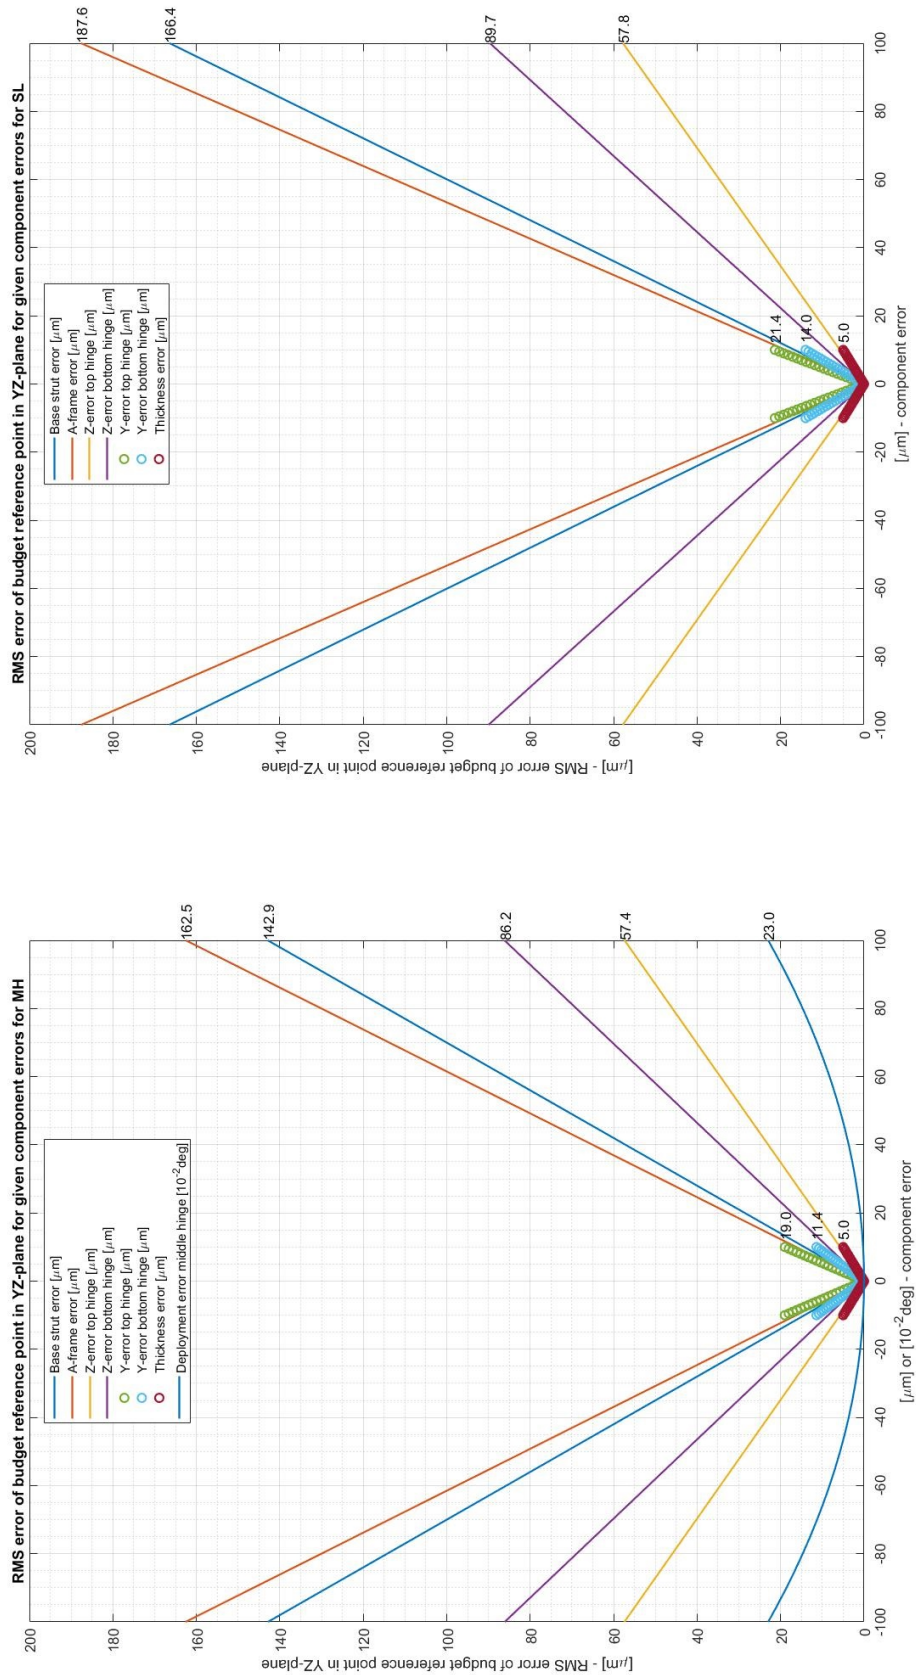 RMS error of budget reference point in YZ-plane for given component errors for MH
Base strut error [μm]
A-frame error [μm]
Z-error top hinge [μm]
Z-error bottom hinge [μm]
Y-error top hinge [μm]
Y-error bottom hinge [μm]
Thickness error [μm]
Deployment error middle hinge [10⁻²deg]
200
180
160
140
120
100
80
60
40
20
0
[μm] - RMS error of budget reference point in YZ-plane
162.5
142.9
86.2
57.4
23.0
19.0
11.4
5.0
-100 -80 -60 -40 -20 0 20 40 60 80 100
[μm] or [10⁻²deg] - component error
RMS error of budget reference point in YZ-plane for given component errors for SL
Base strut error [μm]
A-frame error [μm]
Z-error top hinge [μm]
Z-error bottom hinge [μm]
Y-error top hinge [μm]
Y-error bottom hinge [μm]
Thickness error [μm]
200
180
160
140
120
100
80
60
40
20
0
[μm] - RMS error of budget reference point in YZ-plane
187.6
166.4
89.7
57.8
21.4
14.0
5.0
-100 -80 -60 -40 -20 0 20 40 60 80 100
[μm] - component error